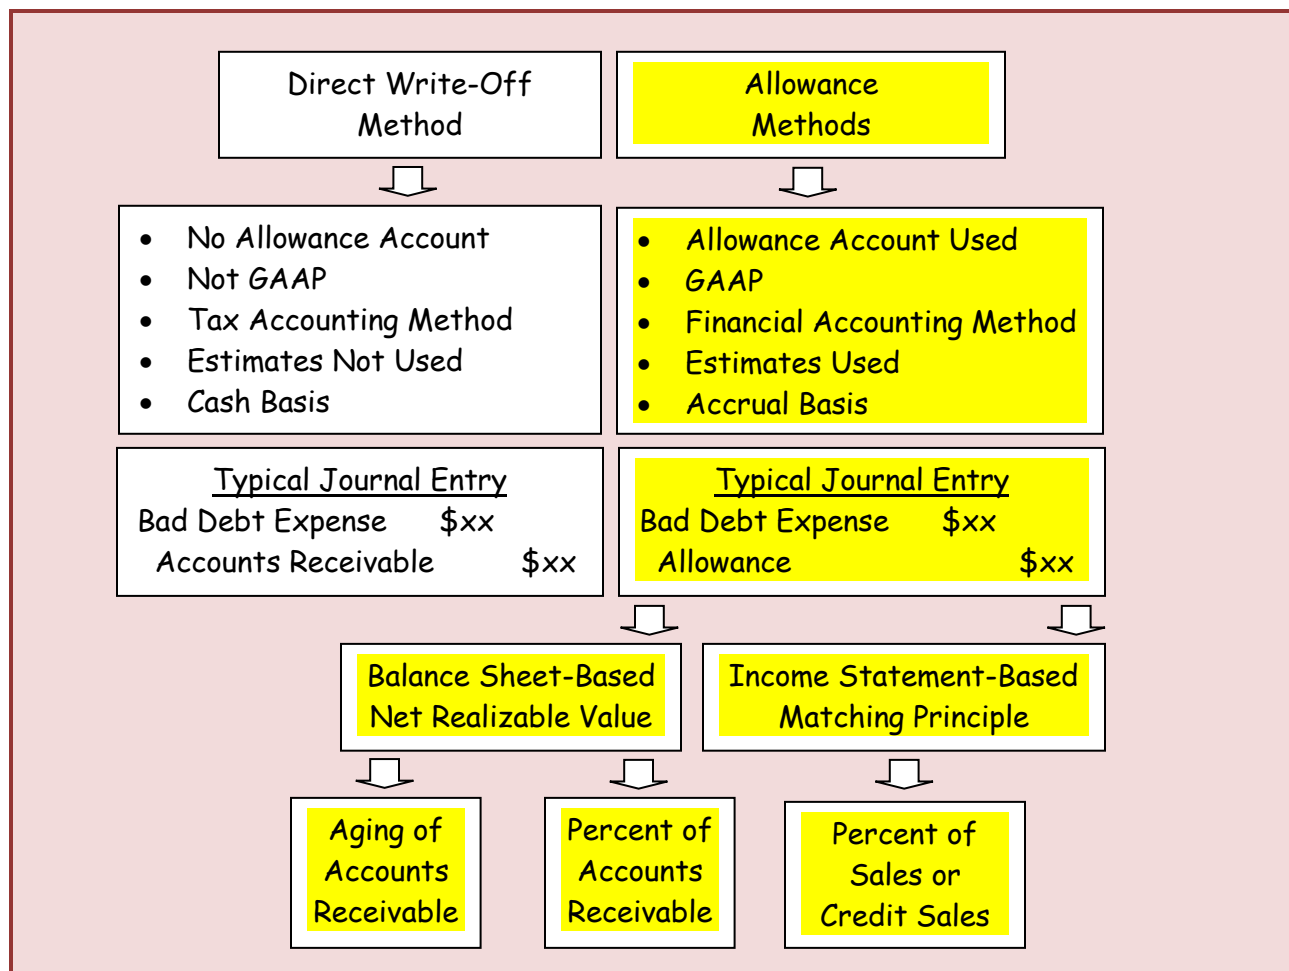 Direct Write-Off
Method
Allowance
Methods
• No Allowance Account
• Not GAAP
• Tax Accounting Method
• Estimates Not Used
• Cash Basis
• Allowance Account Used
• GAAP
• Financial Accounting Method
• Estimates Used
• Accrual Basis
Typical Journal Entry
Bad Debt Expense $xx
Accounts Receivable $xx
Typical Journal Entry
Bad Debt Expense $xx
Allowance $xx
Balance Sheet-Based
Net Realizable Value
Income Statement-Based
Matching Principle
Aging of
Accounts
Receivable
Percent of
Accounts
Receivable
Percent of
Sales or
Credit Sales